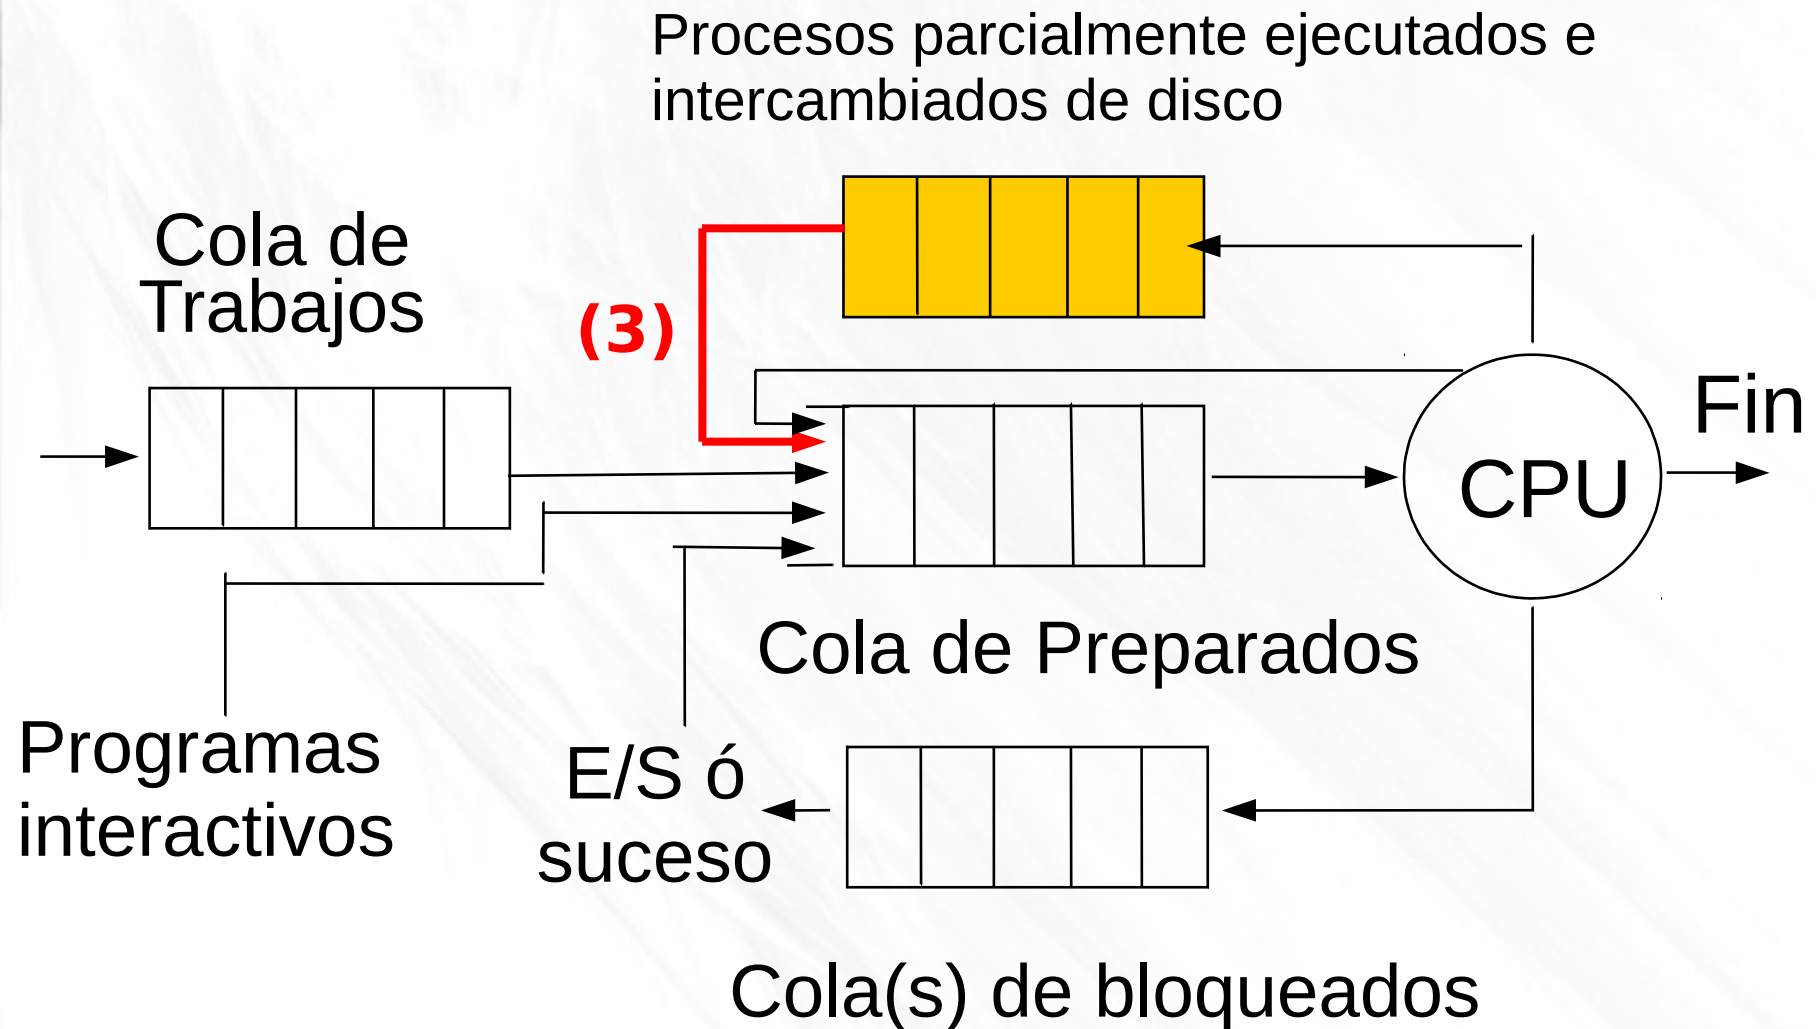 Procesos parcialmente ejecutados e
intercambiados de disco
Cola de
Trabajos
(3)
Fin
CPU
Cola de Preparados
Programas
interactivos
E/S ó
suceso
Cola(s) de bloqueados